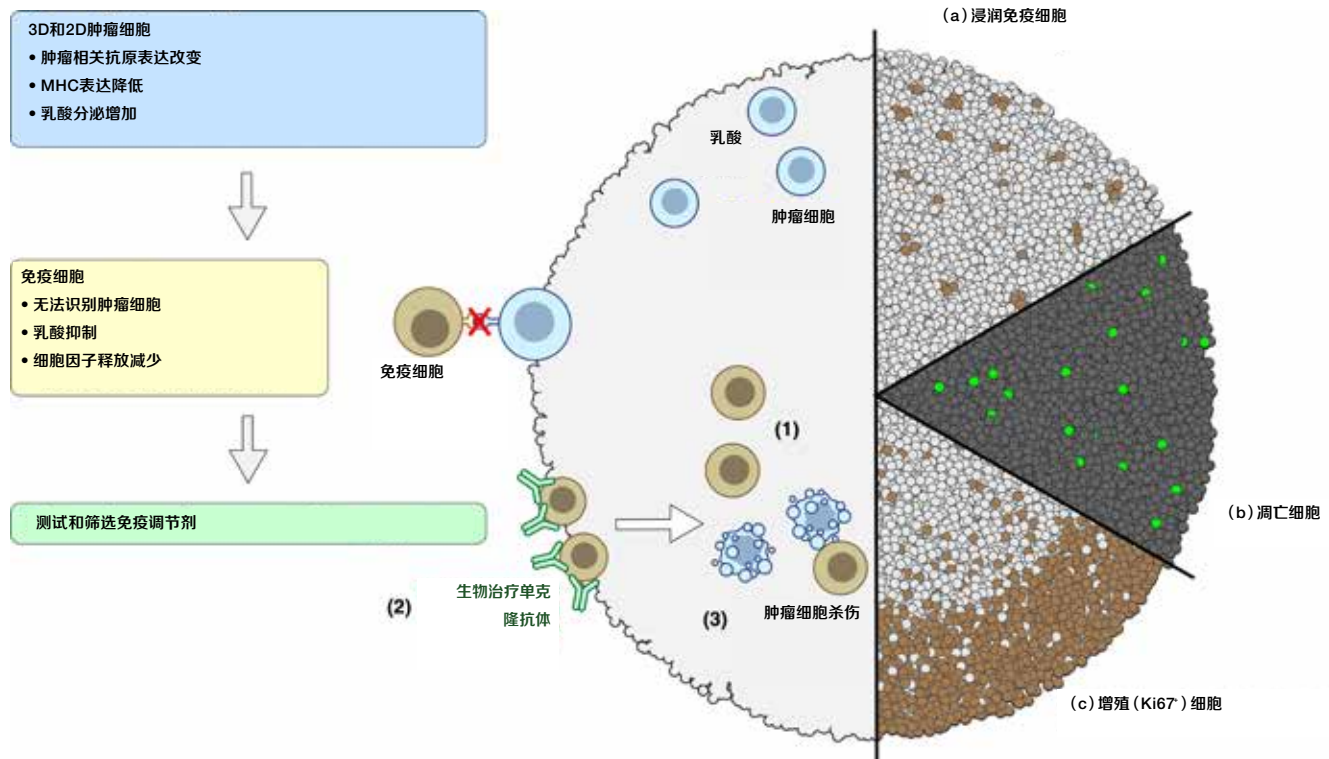 3D和2D肿瘤细胞
• 肿瘤相关抗原表达改变
• MHC表达降低
• 乳酸分泌增加
免疫细胞
• 无法识别肿瘤细胞
• 乳酸抑制
• 细胞因子释放减少
测试和筛选免疫调节剂
(2)
免疫细胞
乳酸
肿瘤细胞
(1)
生物治疗单克
隆抗体
(3)
肿瘤细胞杀伤
(a)浸润免疫细胞
(b)凋亡细胞
(c)增殖(Ki67⁺)细胞